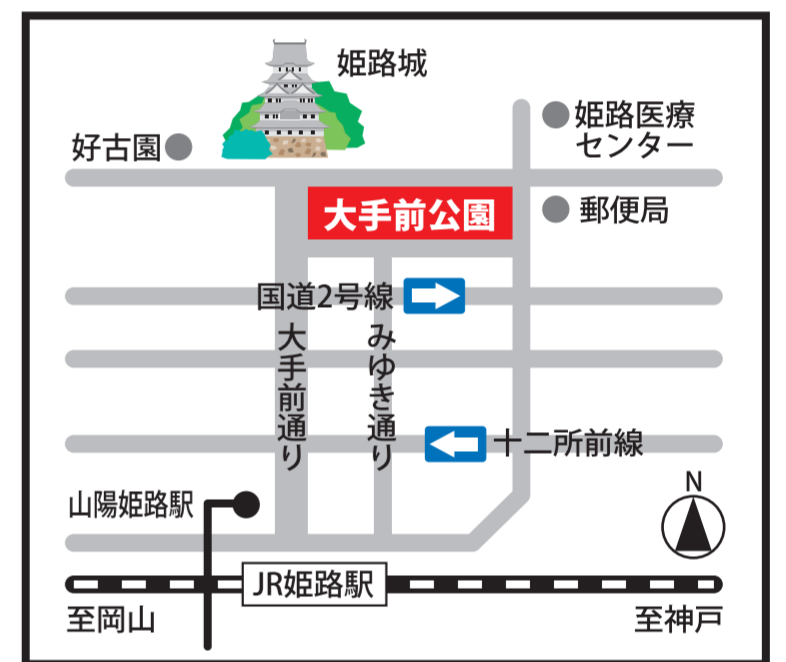 姫路城
姫路医療
センター
好古園
大手前公園
郵便局
国道2号線
大手前通り
みゆき通り
十二所前線
山陽姫路駅
N
JR姫路駅
至岡山
至神戸